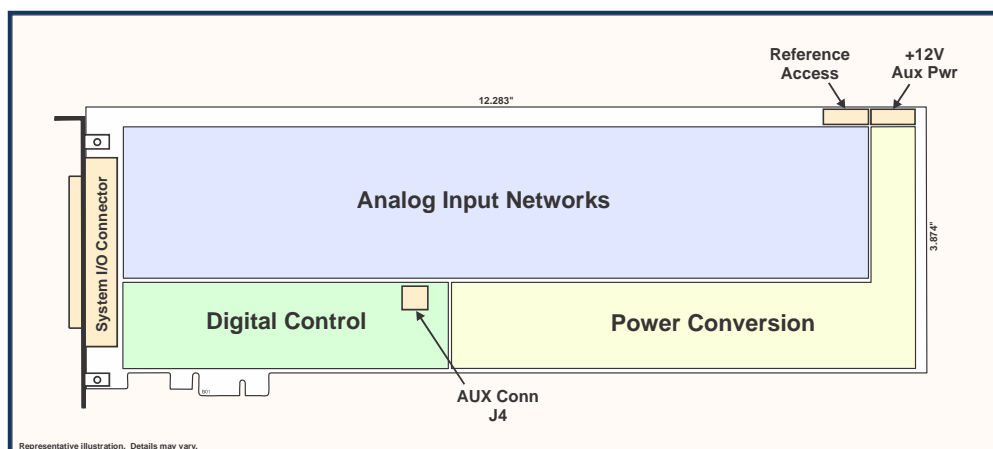 Reference
Access
+12V
Aux Pwr
12.283"
Analog Input Networks
3.874"
System I/O Connector
Digital Control
Power Conversion
B01
AUX Conn
J4
Representative illustration.  Details may vary.